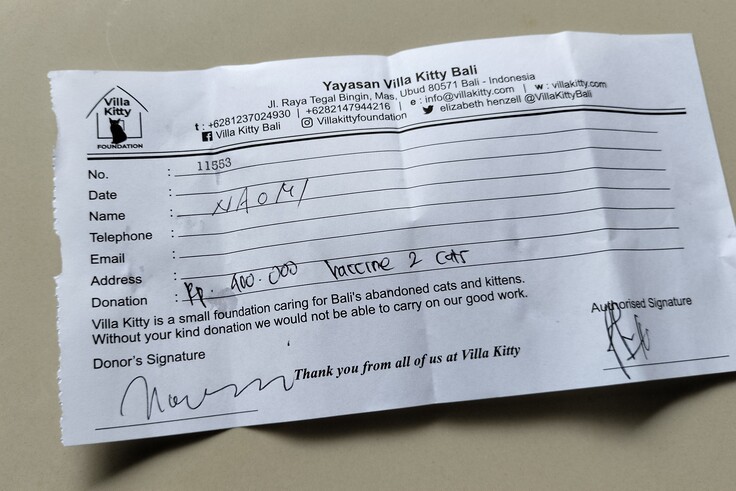 Villa
Kitty
FOUNDATION
Yayasan Villa Kitty Bali
Jl. Raya Tegal Bingin, Mas, Ubud 80571 Bali - Indonesia
t : +6281237024930 | +6282147944216 | e : info@villakitty.com | w : villakitty.com
Villa Kitty Bali Villakittyfoundation elizabeth henzell @VillaKittyBali
No. : 11553
Date :
Name : NAOMI
Telephone :
Email :
Address :
Donation : Rp. 400.000 Vaccine 2 cats
Villa Kitty is a small foundation caring for Bali's abandoned cats and kittens.
Without your kind donation we would not be able to carry on our good work.
Donor's Signature
Authorised Signature
Thank you from all of us at Villa Kitty